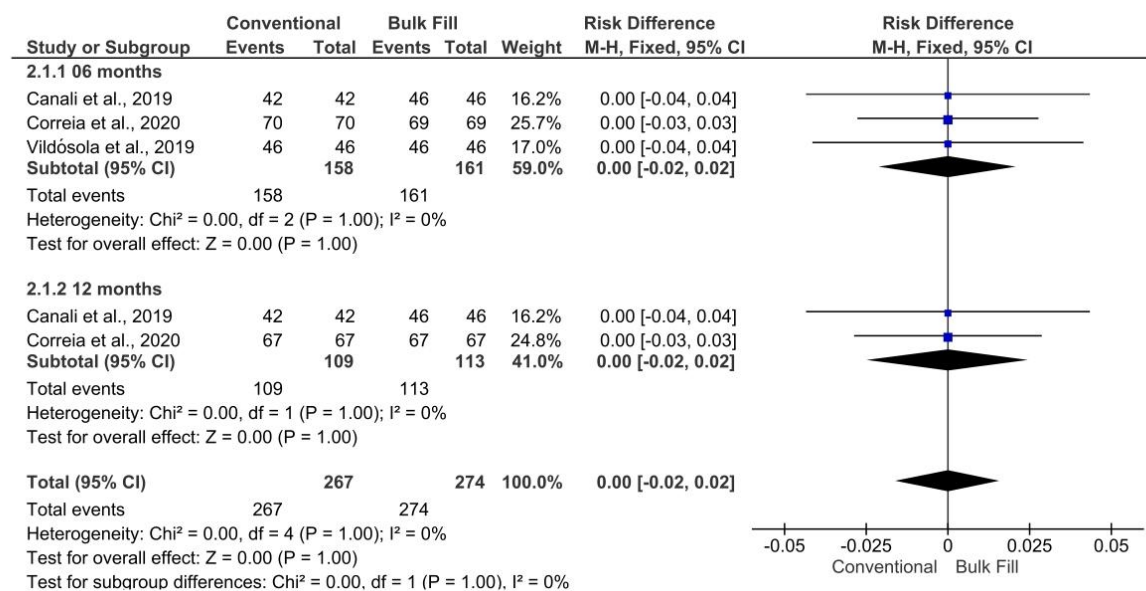 Conventional Bulk Fill Risk Difference Risk Difference
Study or Subgroup Events Total Events Total Weight M-H, Fixed, 95% CI M-H, Fixed, 95% CI
2.1.1 06 months
Canali et al., 2019 42 42 46 46 16.2% 0.00 [-0.04, 0.04]
Correia et al., 2020 70 70 69 69 25.7% 0.00 [-0.03, 0.03]
Vildósola et al., 2019 46 46 46 46 17.0% 0.00 [-0.04, 0.04]
Subtotal (95% CI) 158 161 59.0% 0.00 [-0.02, 0.02]
Total events 158 161
Heterogeneity: Chi² = 0.00, df = 2 (P = 1.00); I² = 0%
Test for overall effect: Z = 0.00 (P = 1.00)
2.1.2 12 months
Canali et al., 2019 42 42 46 46 16.2% 0.00 [-0.04, 0.04]
Correia et al., 2020 67 67 67 67 24.8% 0.00 [-0.03, 0.03]
Subtotal (95% CI) 109 113 41.0% 0.00 [-0.02, 0.02]
Total events 109 113
Heterogeneity: Chi² = 0.00, df = 1 (P = 1.00); I² = 0%
Test for overall effect: Z = 0.00 (P = 1.00)
Total (95% CI) 267 274 100.0% 0.00 [-0.02, 0.02]
Total events 267 274
Heterogeneity: Chi² = 0.00, df = 4 (P = 1.00); I² = 0%
Test for overall effect: Z = 0.00 (P = 1.00)
Test for subgroup differences: Chi² = 0.00, df = 1 (P = 1.00), I² = 0%
-0.05 -0.025 0 0.025 0.05
Conventional Bulk Fill